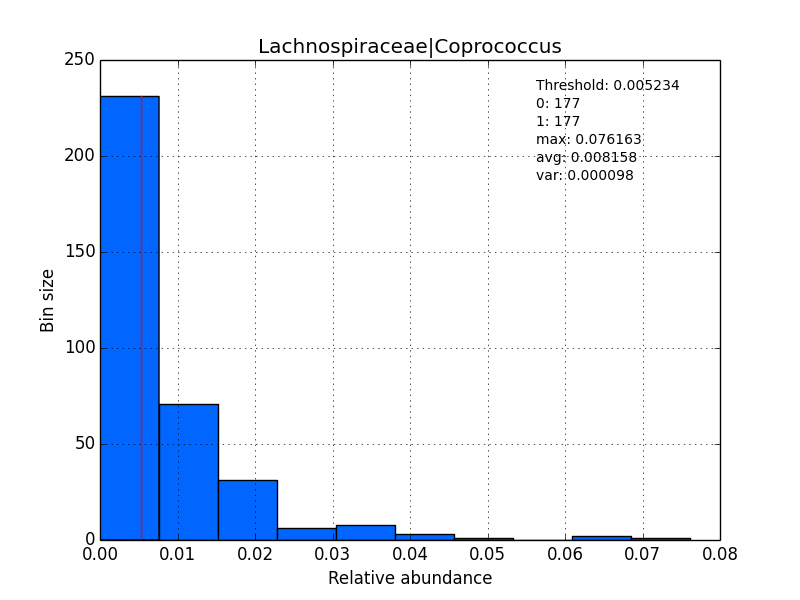 Lachnospiraceae|Coprococcus
250
200
150
100
50
0
Bin size
Threshold: 0.005234
0: 177
1: 177
max: 0.076163
avg: 0.008158
var: 0.000098
0.00 0.01 0.02 0.03 0.04 0.05 0.06 0.07 0.08
Relative abundance